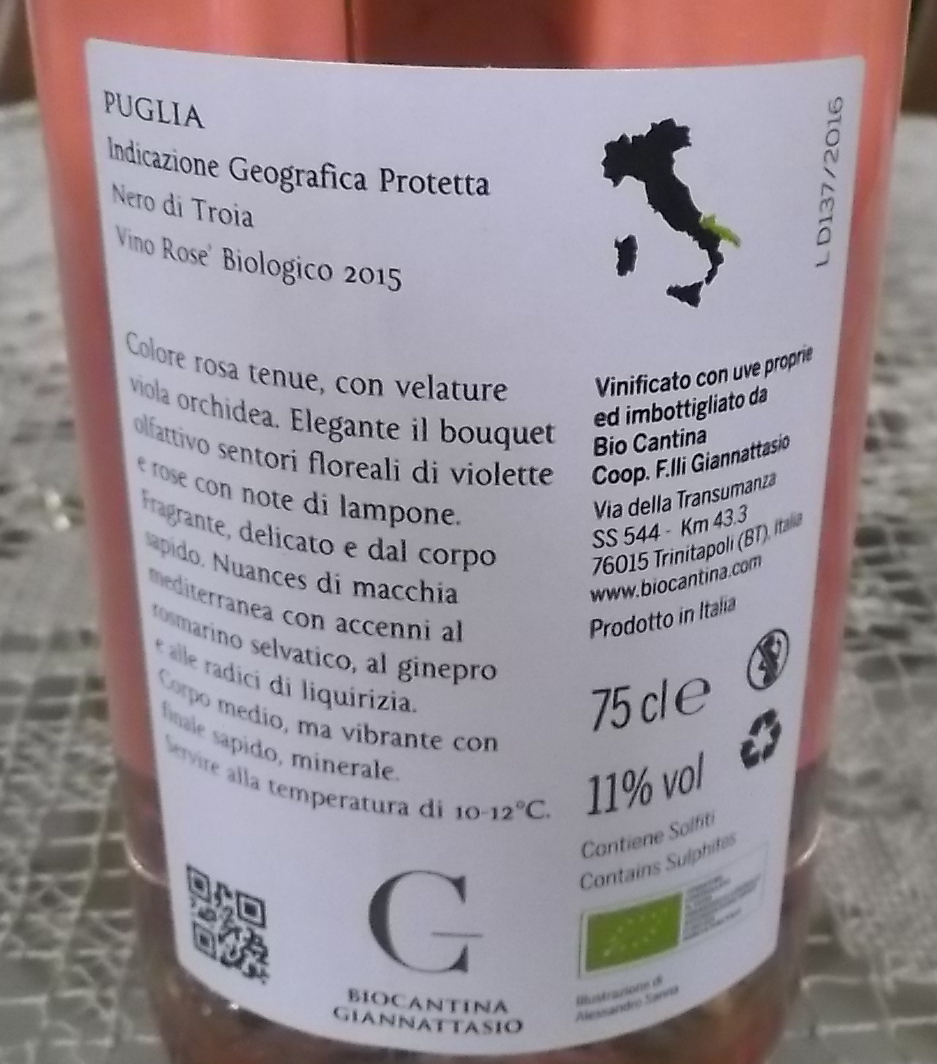 PUGLIA
Indicazione Geografica Protetta
Nero di Troia
Vino Rose' Biologico 2015
Colore rosa tenue, con velature
viola orchidea. Elegante il bouquet
olfattivo sentori floreali di violette
e rose con note di lampone.
Fragrante, delicato e dal corpo
sapido. Nuances di macchia
mediterranea con accenni al
rosmarino selvatico, al ginepro
e alle radici di liquirizia.
Corpo medio, ma vibrante con
finale sapido, minerale.
Servire alla temperatura di 10-12°C.
L D137/2016
Vinificato con uve proprie
ed imbottigliato da
Bio Cantina
Coop. F.lli Giannattasio
Via della Transumanza
SS 544 - Km 43.3
76015 Trinitapoli (BT), Italia
www.biocantina.com
Prodotto in Italia
75 cl e
11% vol
Contiene Solfiti
Contains Sulphites
Illustrazione di
Alessandro Sanna
G
BIOCANTINA
GIANNATTASIO